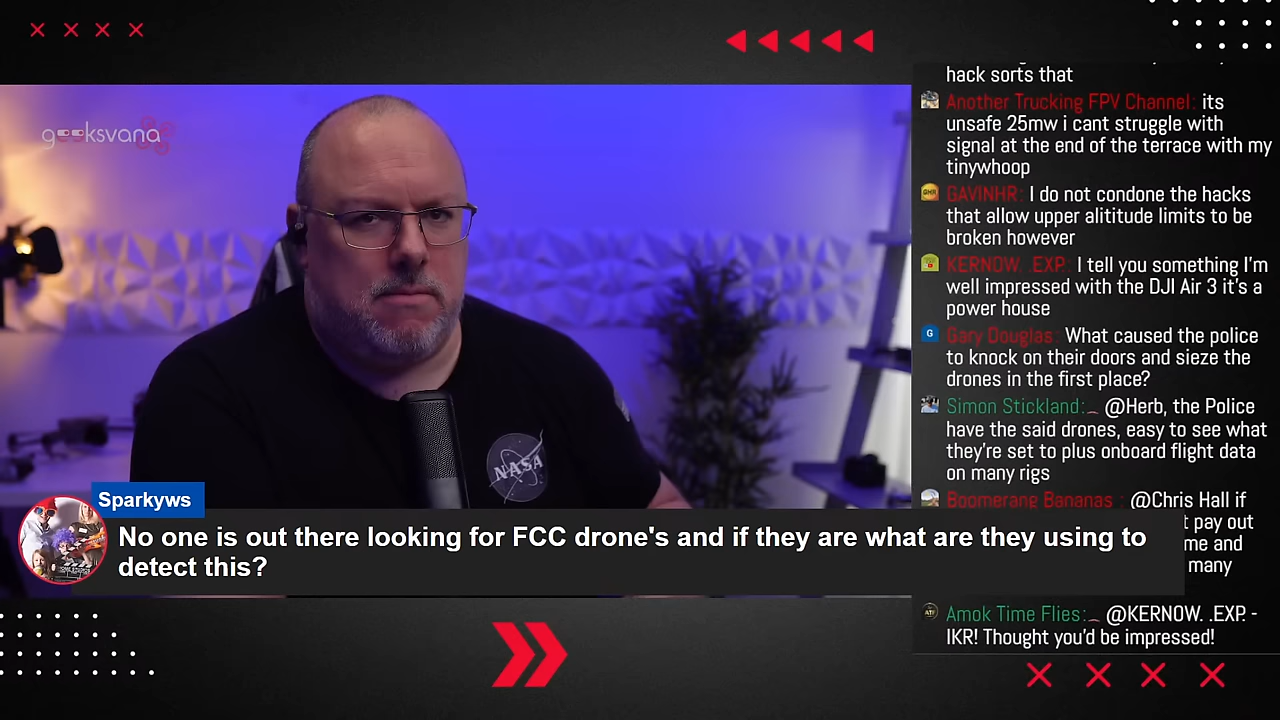 geeksvana
NASA
Sparkyws
No one is out there looking for FCC drone's and if they are what are they using to
detect this?
hack sorts that
Another Trucking FPV Channel: its
unsafe 25mw i cant struggle with
signal at the end of the terrace with my
tinywhoop
GAVINHR: I do not condone the hacks
that allow upper alititude limits to be
broken however
KERNOW. .EXP: I tell you something I'm
well impressed with the DJI Air 3 it's a
power house
G
Gary Douglas: What caused the police
to knock on their doors and sieze the
drones in the first place?
Simon Stickland: @Herb, the Police
have the said drones, easy to see what
they're set to plus onboard flight data
on many rigs
Boomerang Bananas : @Chris Hall if
t pay out
me and
many
ATF
Amok Time Flies: @KERNOW. .EXP. -
IKR! Thought you'd be impressed!